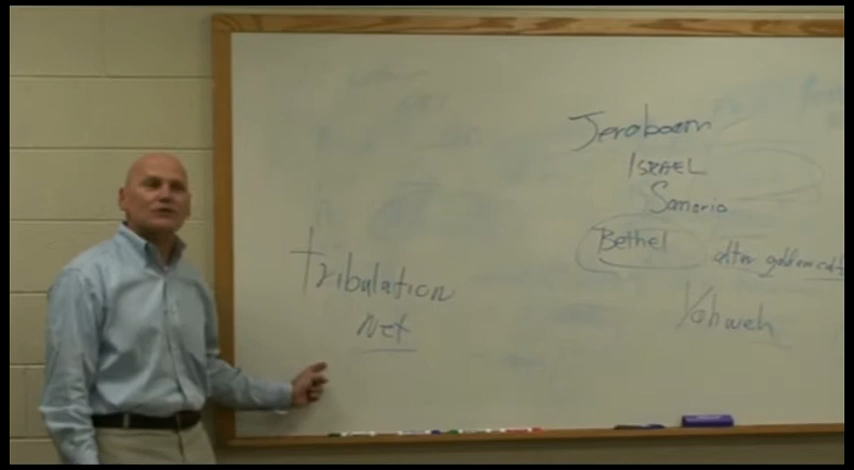 Jeroboam
ISRAEL
Samaria
Bethel altar golden calf
Yahweh
tribulation
Net